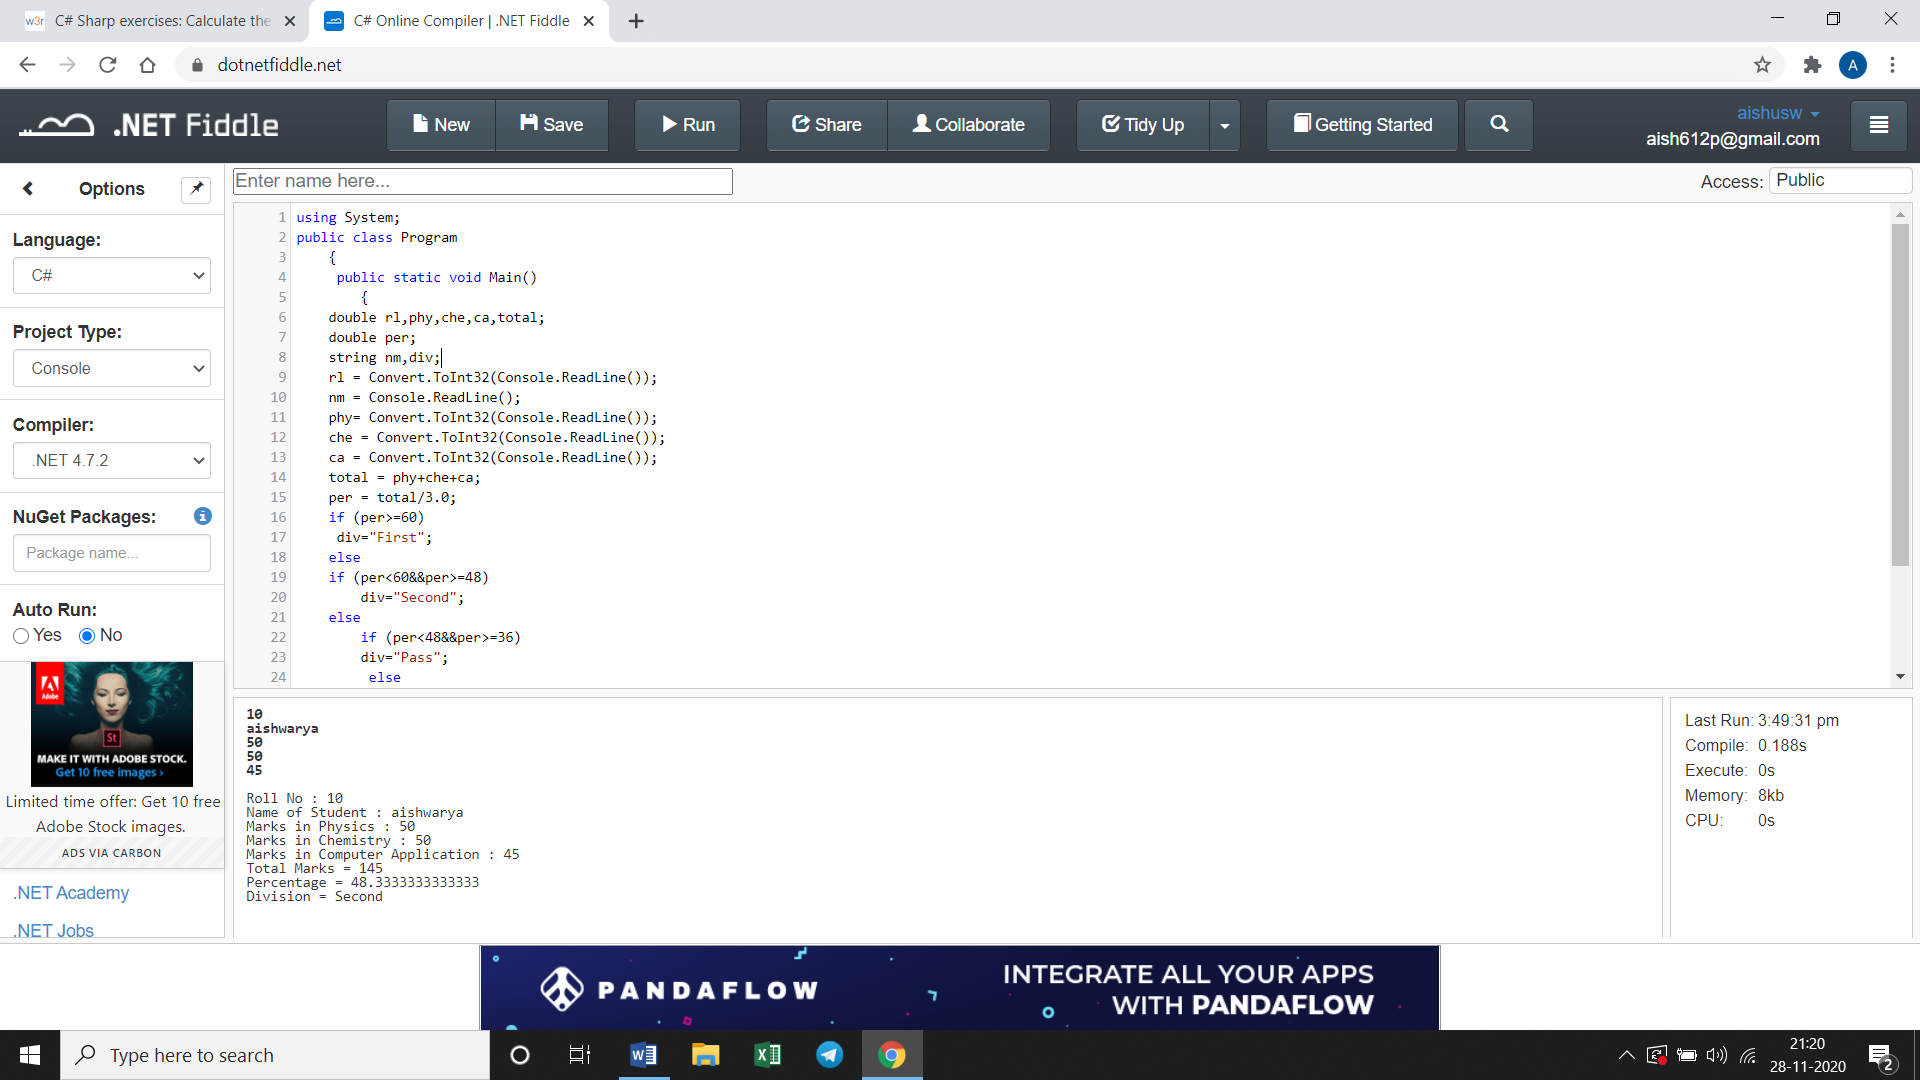 w3r C# Sharp exercises: Calculate the
C# Online Compiler | .NET Fiddle
dotnetfiddle.net
A
.NET Fiddle
New
Save
Run
Share
Collaborate
Tidy Up
Getting Started
aishusw
aish612p@gmail.com
Options
Enter name here...
Access: Public
Language:
C#
Project Type:
Console
Compiler:
.NET 4.7.2
NuGet Packages:
Package name...
Auto Run:
Yes No
Adobe
St
MAKE IT WITH ADOBE STOCK.
Get 10 free images ›
Limited time offer: Get 10 free
Adobe Stock images.
ADS VIA CARBON
.NET Academy
.NET Jobs
1 using System;
2 public class Program
3 {
4 public static void Main()
5 {
6 double rl,phy,che,ca,total;
7 double per;
8 string nm,div;
9 rl = Convert.ToInt32(Console.ReadLine());
10 nm = Console.ReadLine();
11 phy= Convert.ToInt32(Console.ReadLine());
12 che = Convert.ToInt32(Console.ReadLine());
13 ca = Convert.ToInt32(Console.ReadLine());
14 total = phy+che+ca;
15 per = total/3.0;
16 if (per>=60)
17 div="First";
18 else
19 if (per<60&&per>=48)
20 div="Second";
21 else
22 if (per<48&&per>=36)
23 div="Pass";
24 else
10
aishwarya
50
50
45
Roll No : 10
Name of Student : aishwarya
Marks in Physics : 50
Marks in Chemistry : 50
Marks in Computer Application : 45
Total Marks = 145
Percentage = 48.3333333333333
Division = Second
Last Run: 3:49:31 pm
Compile: 0.188s
Execute: 0s
Memory: 8kb
CPU: 0s
PANDAFLOW
INTEGRATE ALL YOUR APPS
WITH PANDAFLOW
Type here to search
21:20
28-11-2020
2